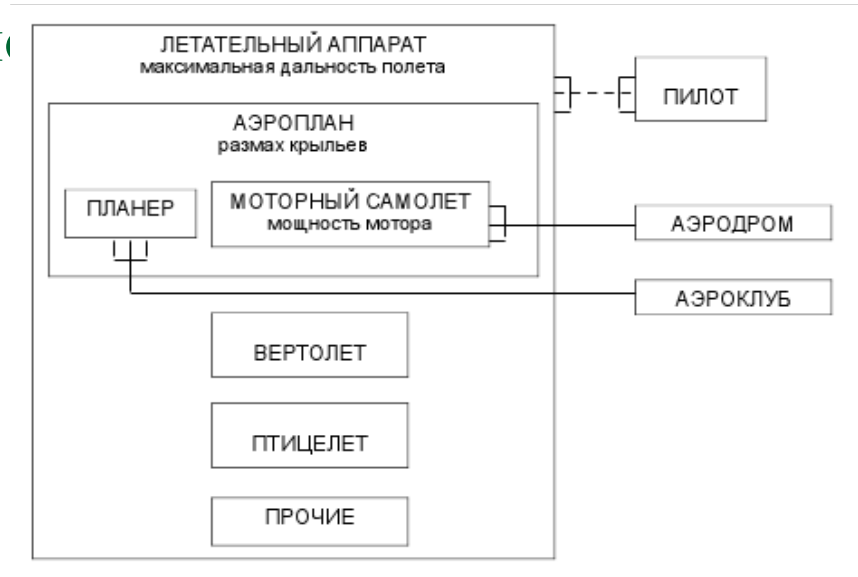 ЛЕТАТЕЛЬНЫЙ АППАРАТ
максимальная дальность полета
ПИЛОТ
АЭРОПЛАН
размах крыльев
ПЛАНЕР
МОТОРНЫЙ САМОЛЕТ
мощность мотора
АЭРОДРОМ
АЭРОКЛУБ
ВЕРТОЛЕТ
ПТИЦЕЛЕТ
ПРОЧИЕ